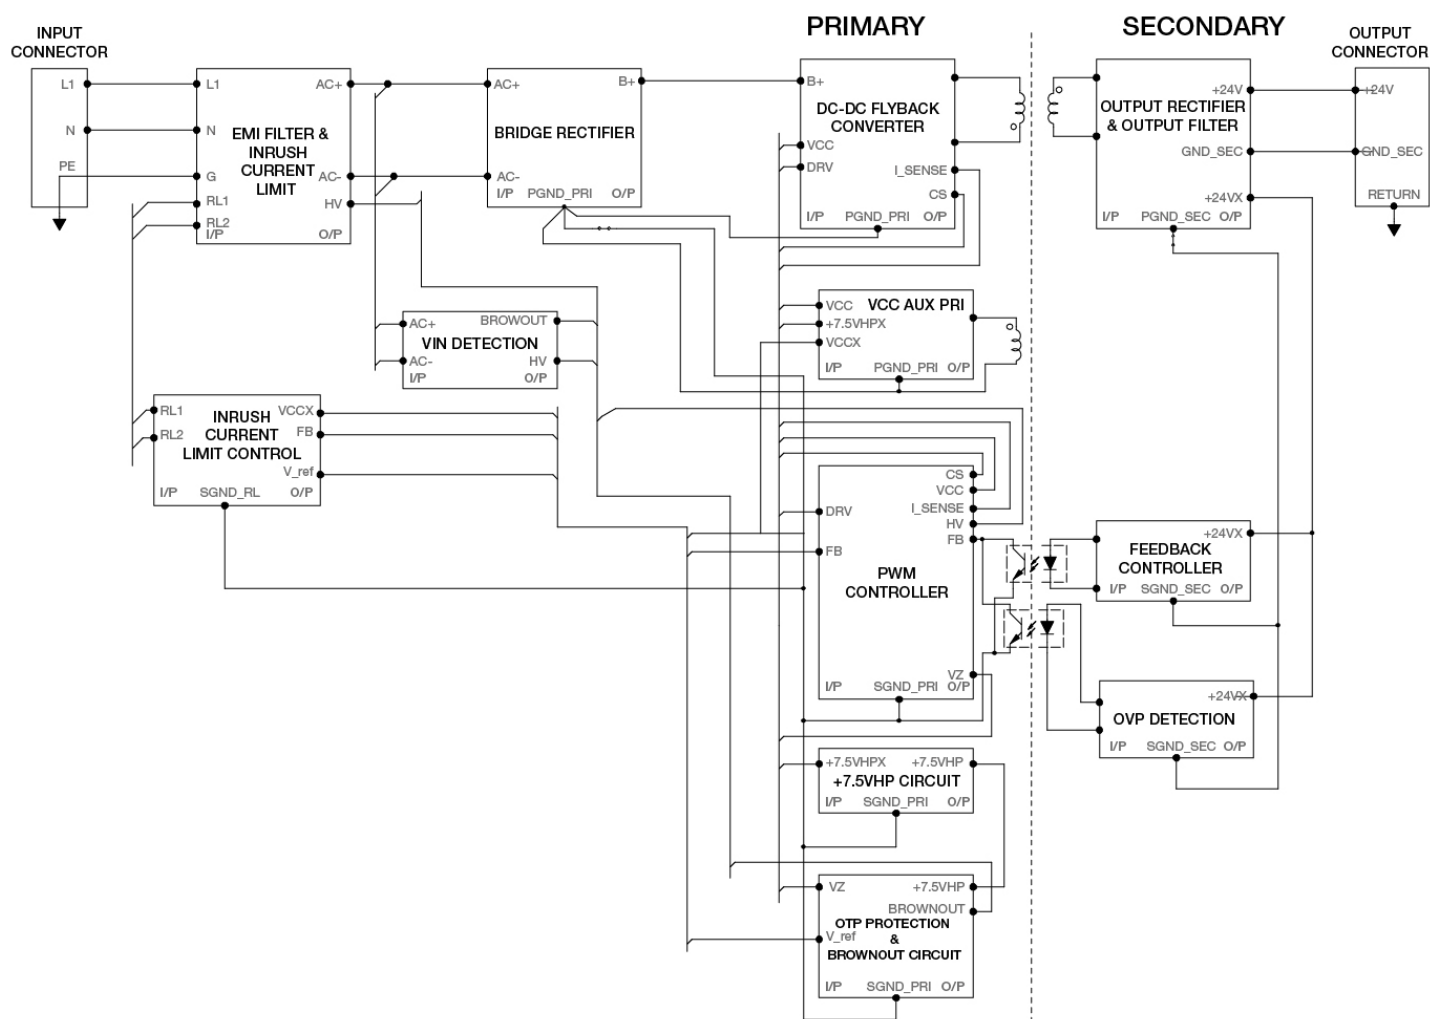 PRIMARY
SECONDARY
INPUT
CONNECTOR
L1
N
PE
L1
N
G
RL1
RL2
I/P
AC+
AC-
HV
O/P
EMI FILTER &
INRUSH
CURRENT
LIMIT
AC+
AC-
B+
BRIDGE RECTIFIER
I/P PGND_PRI O/P
B+
DC-DC FLYBACK
CONVERTER
VCC
DRV
I_SENSE
CS
I/P PGND_PRI O/P
OUTPUT RECTIFIER
& OUTPUT FILTER
+24V
GND_SEC
+24VX
I/P PGND_SEC O/P
OUTPUT
CONNECTOR
+24V
GND_SEC
RETURN
AC+
BROWOUT
VIN DETECTION
AC-
HV
I/P O/P
VCC
VCC AUX PRI
+7.5VHPX
VCCX
I/P PGND_PRI O/P
RL1
RL2
INRUSH
CURRENT
LIMIT CONTROL
VCCX
FB
V_ref
I/P SGND_RL O/P
CS
VCC
I_SENSE
HV
FB
DRV
FB
PWM
CONTROLLER
VZ
I/P SGND_PRI O/P
+24VX
FEEDBACK
CONTROLLER
I/P SGND_SEC O/P
+24VX
OVP DETECTION
I/P SGND_SEC O/P
+7.5VHPX +7.5VHP
+7.5VHP CIRCUIT
I/P SGND_PRI O/P
VZ +7.5VHP
BROWNOUT
OTP PROTECTION
V_ref &
BROWNOUT CIRCUIT
I/P SGND_PRI O/P